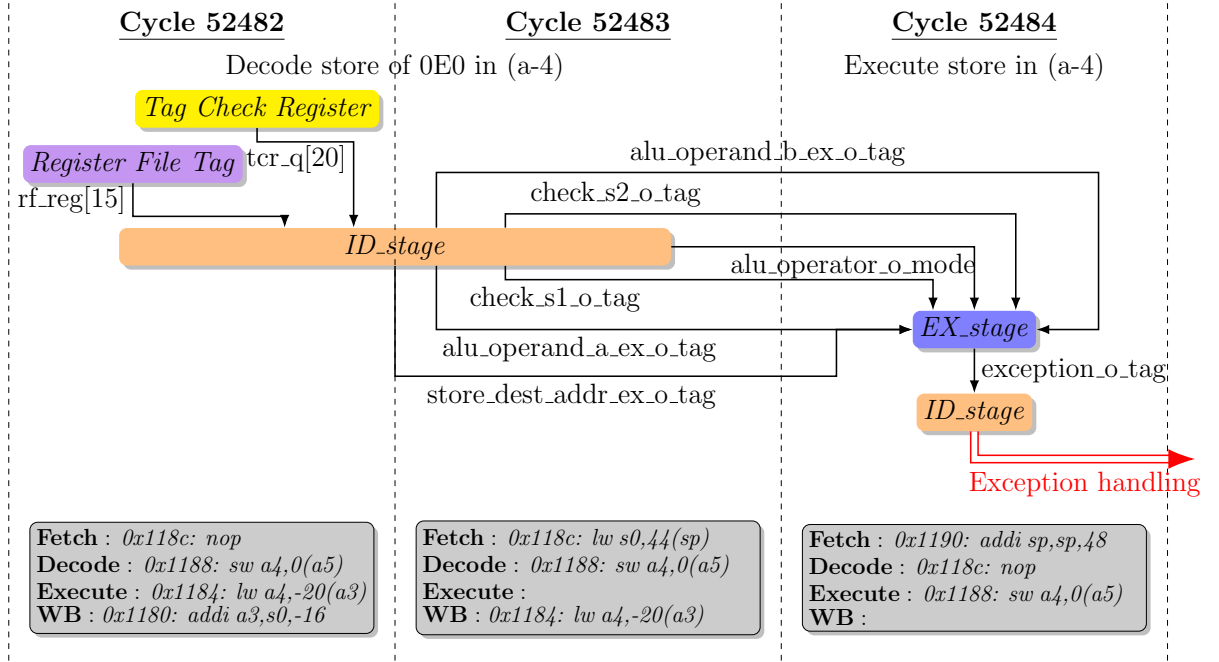 Cycle 52482
Cycle 52483
Cycle 52484
Decode store of 0E0 in (a-4)
Execute store in (a-4)
Tag Check Register
Register File Tag
tcr_q[20]
rf_reg[15]
ID_stage
alu_operand_b_ex_o_tag
check_s2_o_tag
alu_operator_o_mode
check_s1_o_tag
alu_operand_a_ex_o_tag
store_dest_addr_ex_o_tag
EX_stage
exception_o_tag
ID_stage
Exception handling
Fetch : 0x118c: nop
Decode : 0x1188: sw a4,0(a5)
Execute : 0x1184: lw a4,-20(a3)
WB : 0x1180: addi a3,s0,-16
Fetch : 0x118c: lw s0,44(sp)
Decode : 0x1188: sw a4,0(a5)
Execute :
WB : 0x1184: lw a4,-20(a3)
Fetch : 0x1190: addi sp,sp,48
Decode : 0x118c: nop
Execute : 0x1188: sw a4,0(a5)
WB :